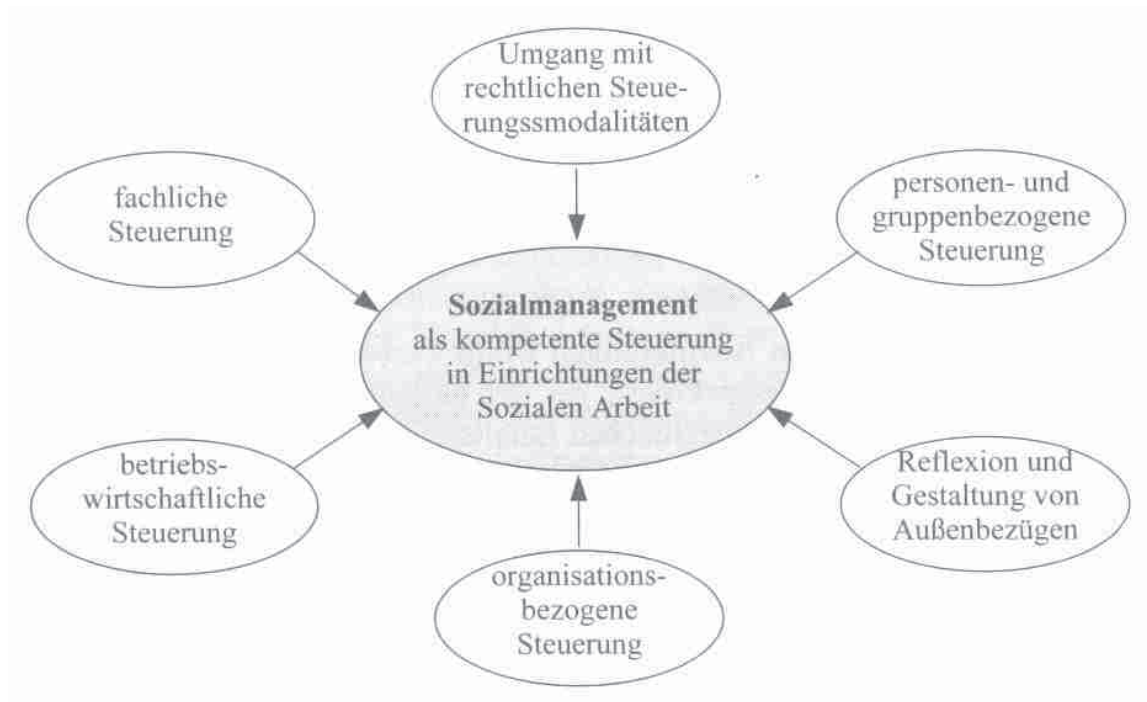 Umgang mit
rechtlichen Steue-
rungssmodalitäten
fachliche
Steuerung
personen- und
gruppenbezogene
Steuerung
Sozialmanagement
als kompetente Steuerung
in Einrichtungen der
Sozialen Arbeit
betriebs-
wirtschaftliche
Steuerung
Reflexion und
Gestaltung von
Außenbezügen
organisations-
bezogene
Steuerung